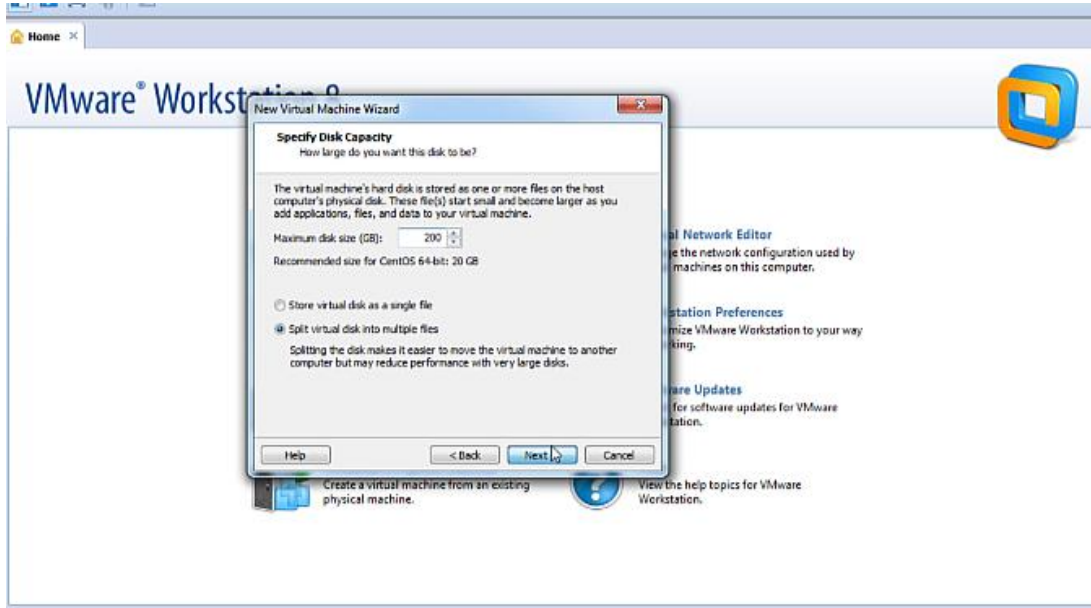 Home
VMware® Workstation 8
New Virtual Machine Wizard
Specify Disk Capacity
How large do you want this disk to be?
The virtual machine's hard disk is stored as one or more files on the host
computer's physical disk. These file(s) start small and become larger as you
add applications, files, and data to your virtual machine.
Maximum disk size (GB): 200
Recommended size for CentOS 64-bit: 20 GB
Store virtual disk as a single file
Split virtual disk into multiple files
Splitting the disk makes it easier to move the virtual machine to another
computer but may reduce performance with very large disks.
Help < Back Next > Cancel
al Network Editor
e the network configuration used by
machines on this computer.
station Preferences
mize VMware Workstation to your way
king.
ware Updates
for software updates for VMware
tation.
Create a virtual machine from an existing
physical machine.
View the help topics for VMware
Workstation.